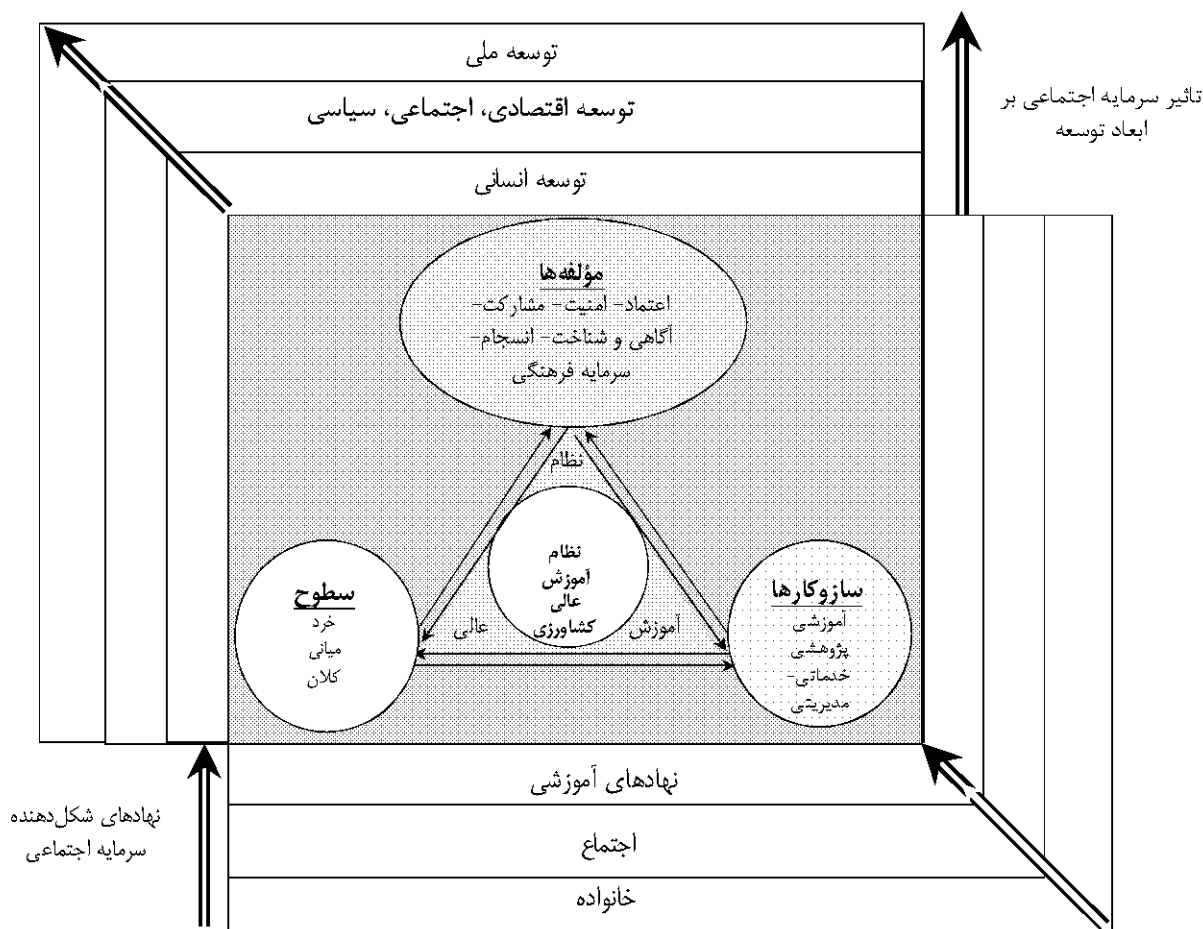 توسعه ملی
توسعه اقتصادی، اجتماعی، سیاسی
توسعه انسانی
تاثیر سرمایه اجتماعی بر
ابعاد توسعه
مؤلفه‌ها
اعتماد- امنیت- مشارکت-
آگاهی و شناخت- انسجام-
سرمایه فرهنگی
نظام
نظام
آموزش
عالی
کشاورزی
آموزش
عالی
سازوکارها
آموزشی
پژوهشی
خدماتی-
مدیریتی
سطوح
خرد
میانی
کلان
نهادهای آموزشی
اجتماع
خانواده
نهادهای شکل‌دهنده
سرمایه اجتماعی